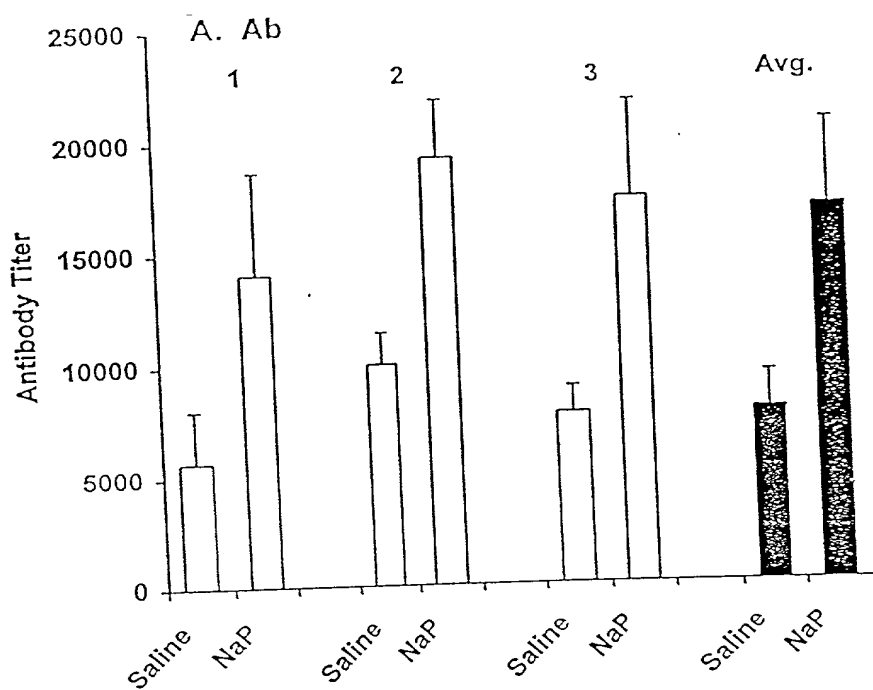 A. Ab
25000
1
2
3
Avg.
20000
15000
10000
5000
0
Antibody Titer
Saline
NaP
Saline
NaP
Saline
NaP
Saline
NaP